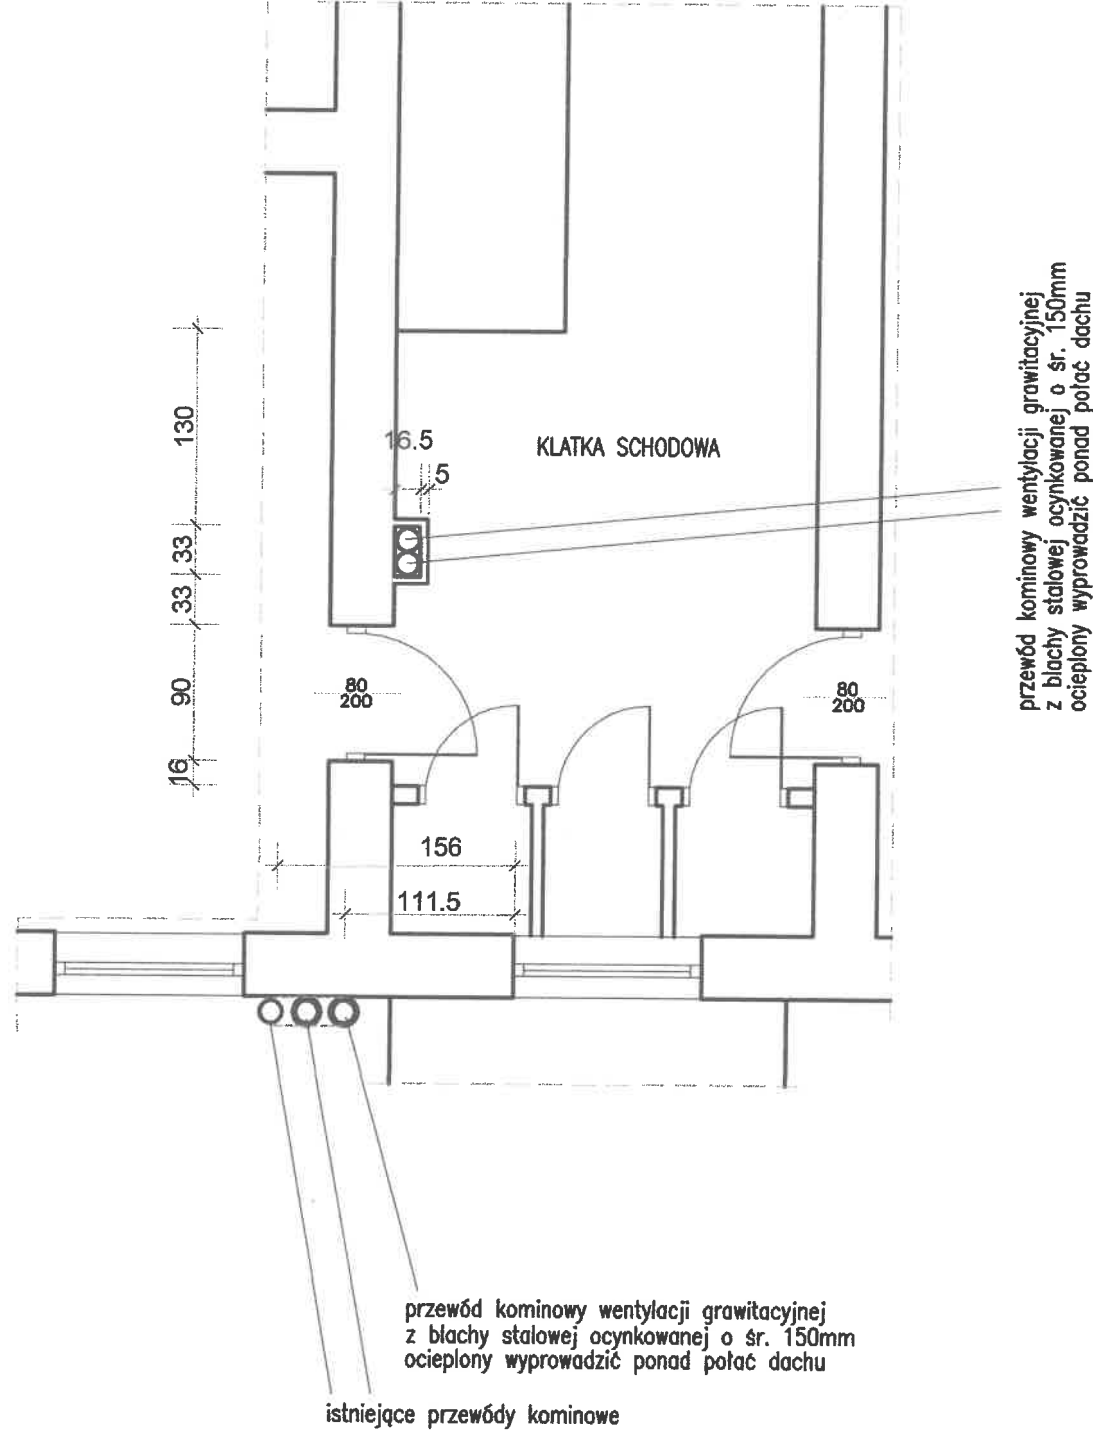 130
16.5
KLATKA SCHODOWA
5
33
33
90
80
200
80
200
16
156
111.5
przewód kominowy wentylacji grawitacyjnej
z blachy stalowej ocynkowanej o śr. 150mm
ocieplony wyprowadzić ponad połać dachu
przewód kominowy wentylacji grawitacyjnej
z blachy stalowej ocynkowanej o śr. 150mm
ocieplony wyprowadzić ponad połać dachu
istniejące przewódy kominowe